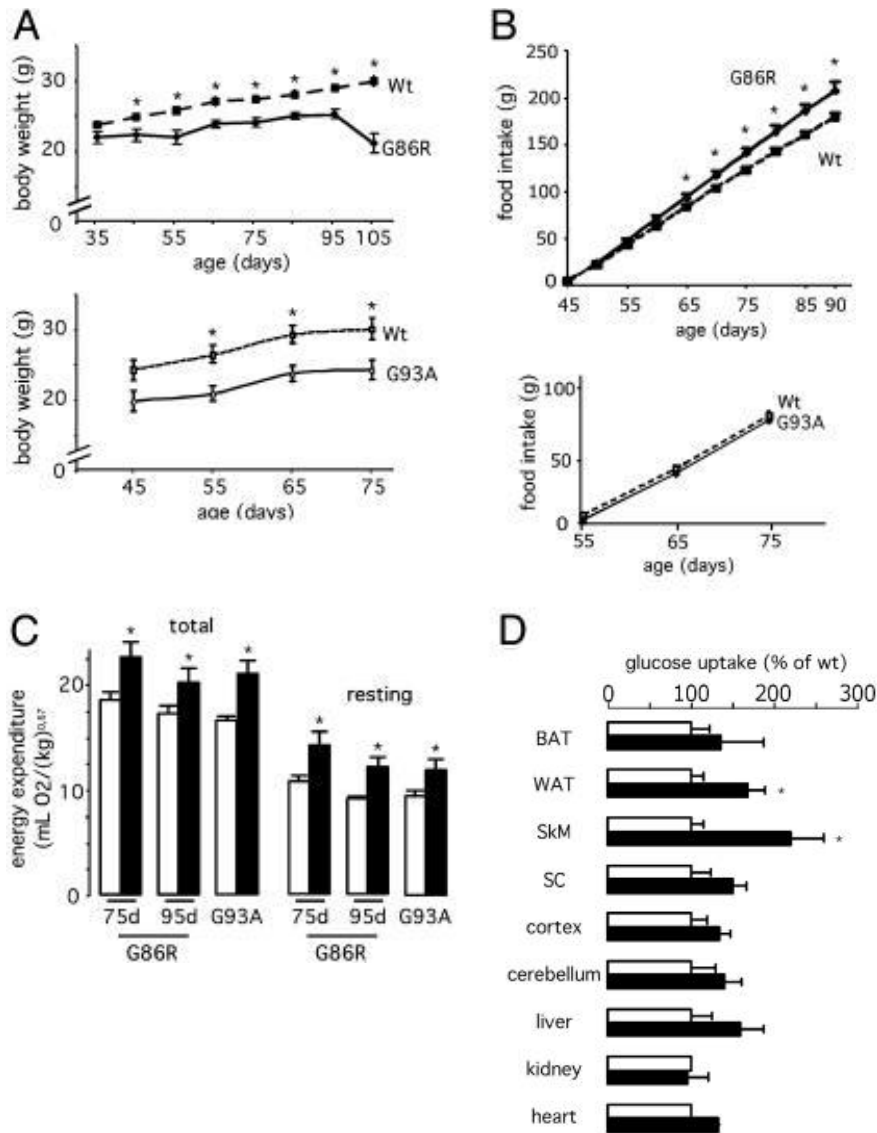 A
body weight (g)
30
20
0
Wt
G86R
* * * * * * *
35 55 75 95 105
age (days)
body weight (g)
30
20
0
Wt
G93A
* * *
45 55 65 75
age (days)
B
food intake (g)
250
200
150
100
50
0
G86R
Wt
* * * * * *
45 55 65 75 85 90
age (days)
food intake (g)
100
50
0
Wt
G93A
55 65 75
age (days)
C
energy expenditure
(mL O2/(kg)0,67
20
10
0
total
resting
* * * * * *
75d 95d G93A 75d 95d G93A
G86R G86R
D
glucose uptake (% of wt)
0 100 200 300
BAT
WAT *
SkM *
SC
cortex
cerebellum
liver
kidney
heart